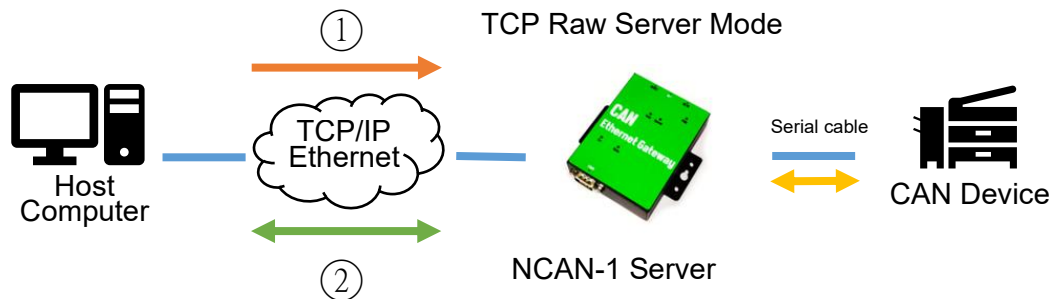 ①
TCP Raw Server Mode
TCP/IP
Ethernet
CAN
Ethernet Gateway
Serial cable
Host
Computer
CAN Device
②
NCAN-1 Server